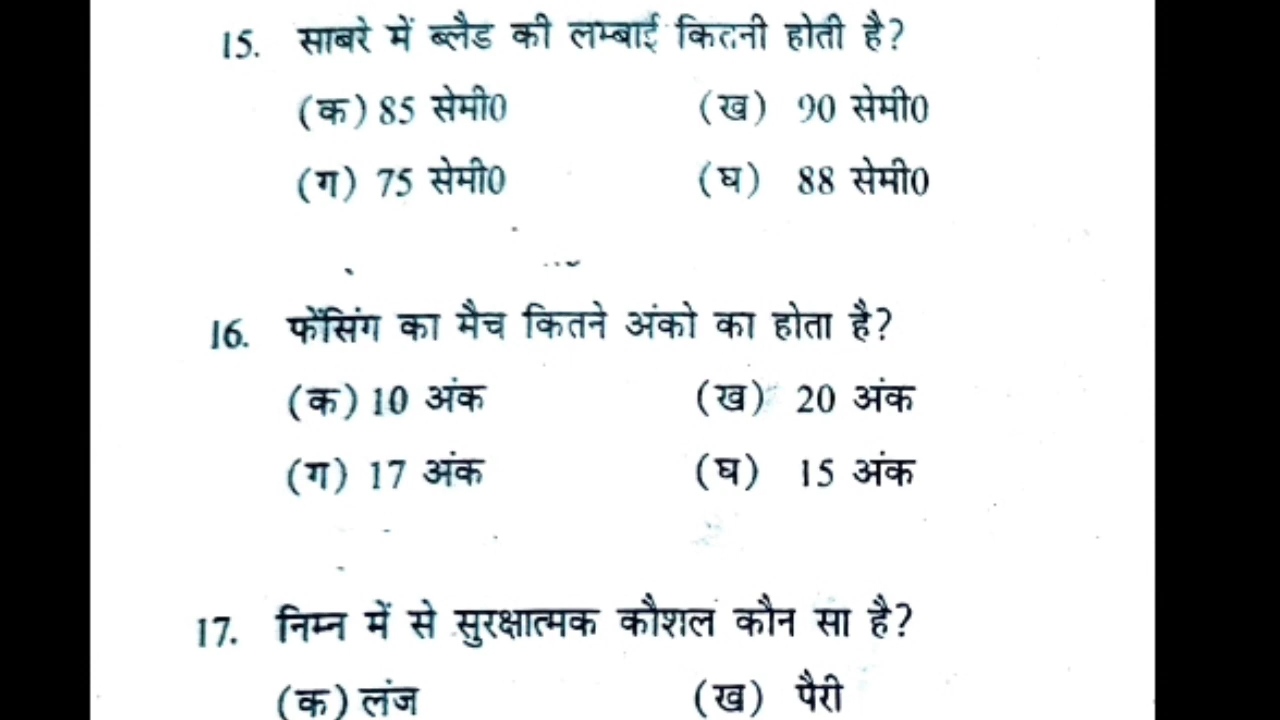 15. साबरे में ब्लैड की लम्बाई कितनी होती है?
(क) 85 सेमी0 (ख) 90 सेमी0
(ग) 75 सेमी0 (घ) 88 सेमी0
16. फेंसिंग का मैच कितने अंको का होता है?
(क) 10 अंक (ख) 20 अंक
(ग) 17 अंक (घ) 15 अंक
17. निम्न में से सुरक्षात्मक कौशल कौन सा है?
(क) लंज (ख) पैरी